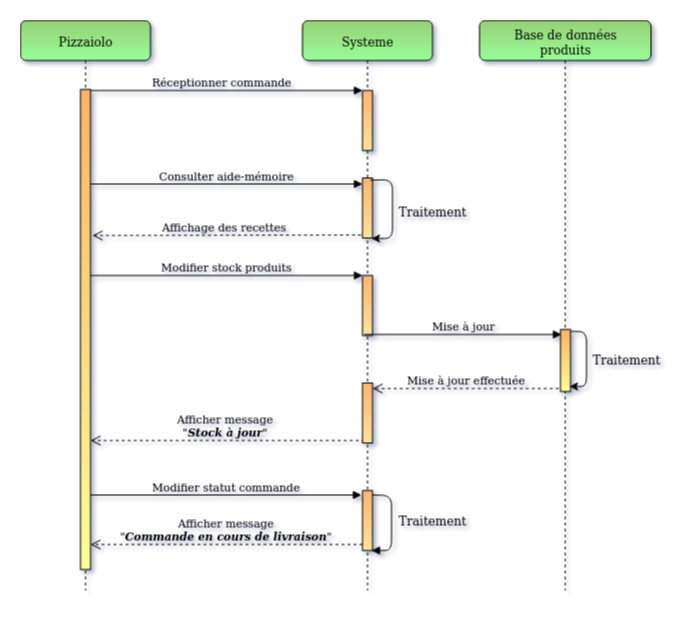 Pizzaiolo
Systeme
Base de données
produits
Réceptionner commande
Consulter aide-mémoire
Traitement
Affichage des recettes
Modifier stock produits
Mise à jour
Traitement
Mise à jour effectuée
Afficher message
"Stock à jour"
Modifier statut commande
Traitement
Afficher message
"Commande en cours de livraison"